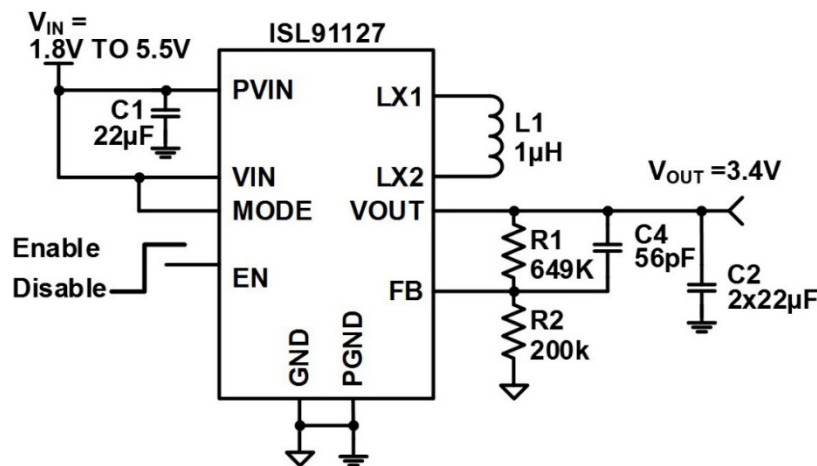 V_IN =
1.8V TO 5.5V
ISL91127
PVIN
C1
22µF
VIN
MODE
Enable
Disable
EN
GND
PGND
LX1
L1
1µH
LX2
VOUT
V_OUT =3.4V
R1
649K
C4
56pF
FB
C2
2x22µF
R2
200k